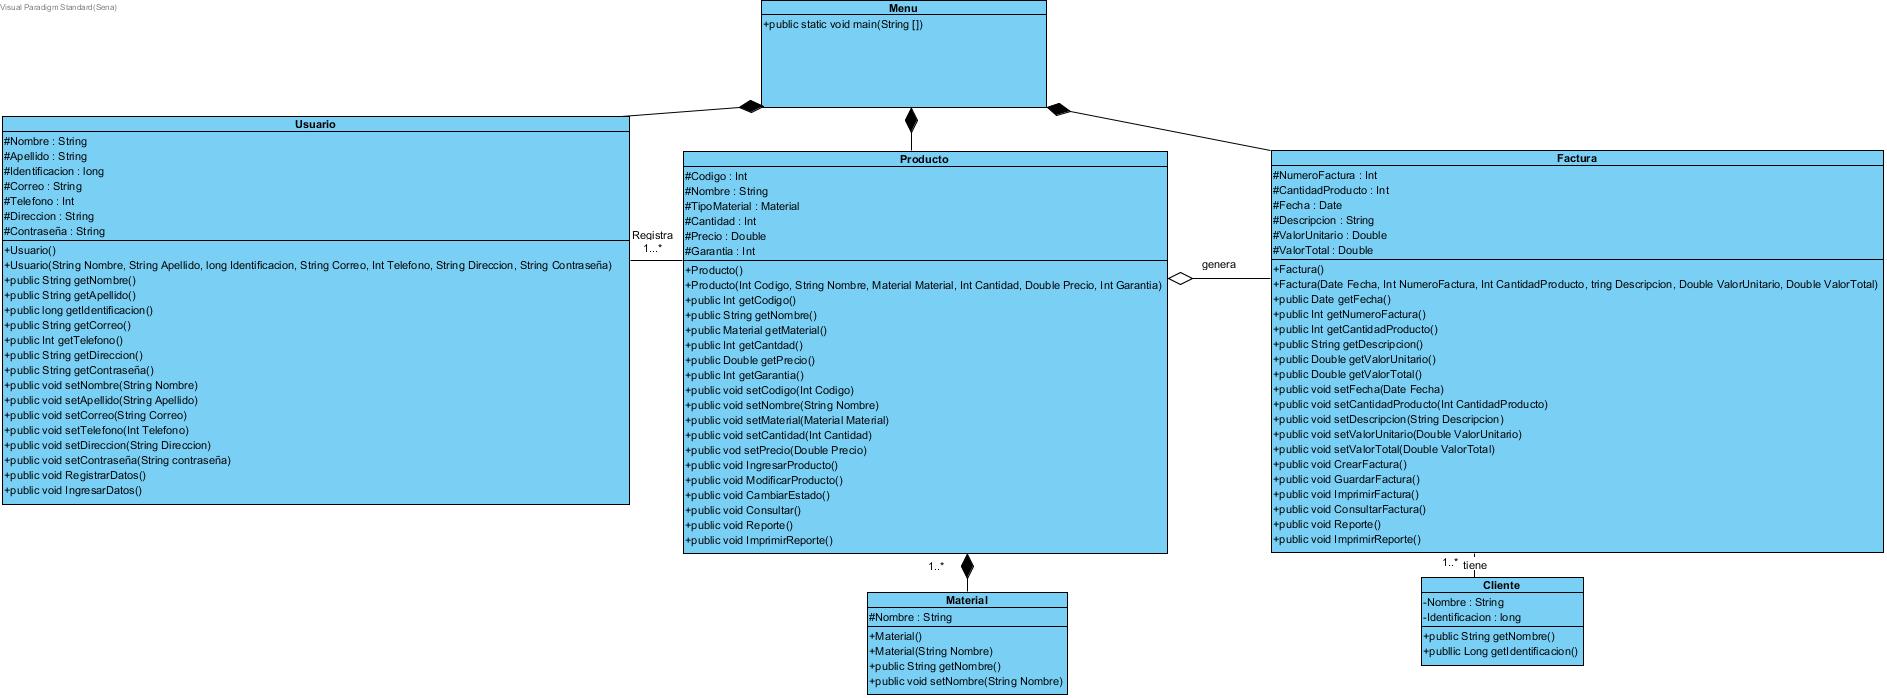 Visual Paradigm Standard(Sena)
Menu
+public static void main(String [])
Usuario
#Nombre : String
#Apellido : String
#Identificacion : long
#Correo : String
#Telefono : Int
#Direccion : String
#Contraseña : String
+Usuario()
+Usuario(String Nombre, String Apellido, long Identificacion, String Correo, Int Telefono, String Direccion, String Contraseña)
+public String getNombre()
+public String getApellido()
+public long getIdentificacion()
+public String getCorreo()
+public Int getTelefono()
+public String getDireccion()
+public String getContraseña()
+public void setNombre(String Nombre)
+public void setApellido(String Apellido)
+public void setCorreo(String Correo)
+public void setTelefono(Int Telefono)
+public void setDireccion(String Direccion)
+public void setContraseña(String contraseña)
+public void RegistrarDatos()
+public void IngresarDatos()
Registra
1...*
Producto
#Codigo : Int
#Nombre : String
#TipoMaterial : Material
#Cantidad : Int
#Precio : Double
#Garantia : Int
+Producto()
+Producto(Int Codigo, String Nombre, Material Material, Int Cantidad, Double Precio, Int Garantia)
+public Int getCodigo()
+public String getNombre()
+public Material getMaterial()
+public Int getCantdad()
+public Double getPrecio()
+public Int getGarantia()
+public void setCodigo(Int Codigo)
+public void setNombre(String Nombre)
+public void setMaterial(Material Material)
+public void setCantidad(Int Cantidad)
+public vod setPrecio(Double Precio)
+public void IngresarProducto()
+public void ModificarProducto()
+public void CambiarEstado()
+public void Consultar()
+public void Reporte()
+public void ImprimirReporte()
genera
Factura
#NumeroFactura : Int
#CantidadProducto : Int
#Fecha : Date
#Descripcion : String
#ValorUnitario : Double
#ValorTotal : Double
+Factura()
+Factura(Date Fecha, Int NumeroFactura, Int CantidadProducto, tring Descripcion, Double ValorUnitario, Double ValorTotal)
+public Date getFecha()
+public Int getNumeroFactura()
+public Int getCantidadProducto()
+public String getDescripcion()
+public Double getValorUnitario()
+public Double getValorTotal()
+public void setFecha(Date Fecha)
+public void setCantidadProducto(Int CantidadProducto)
+public void setDescripcion(String Descripcion)
+public void setValorUnitario(Double ValorUnitario)
+public void setValorTotal(Double ValorTotal)
+public void CrearFactura()
+public void GuardarFactura()
+public void ImprimirFactura()
+public void ConsultarFactura()
+public void Reporte()
+public void ImprimirReporte()
1..*
Material
#Nombre : String
+Material()
+Material(String Nombre)
+public String getNombre()
+public void setNombre(String Nombre)
1..* tiene
Cliente
-Nombre : String
-Identificacion : long
+public String getNombre()
+publlic Long getIdentificacion()